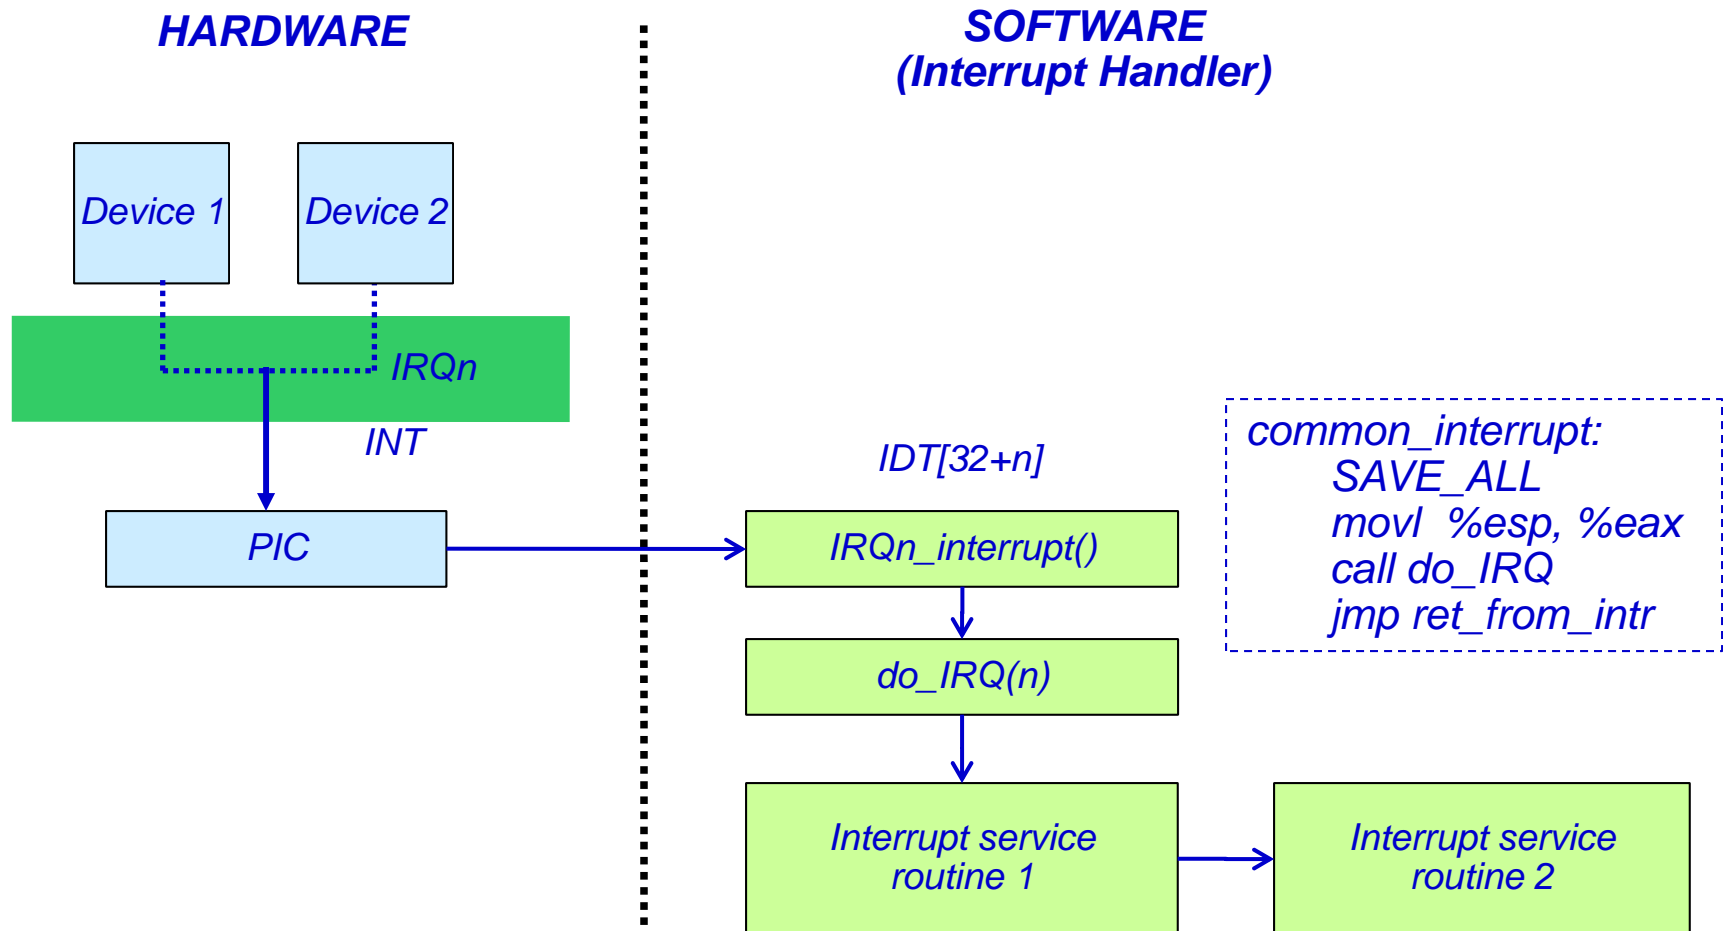 HARDWARE
SOFTWARE
(Interrupt Handler)
Device 1
Device 2
IRQn
INT
PIC
IDT[32+n]
IRQn_interrupt()
do_IRQ(n)
Interrupt service
routine 1
Interrupt service
routine 2
common_interrupt:
SAVE_ALL
movl %esp, %eax
call do_IRQ
jmp ret_from_intr